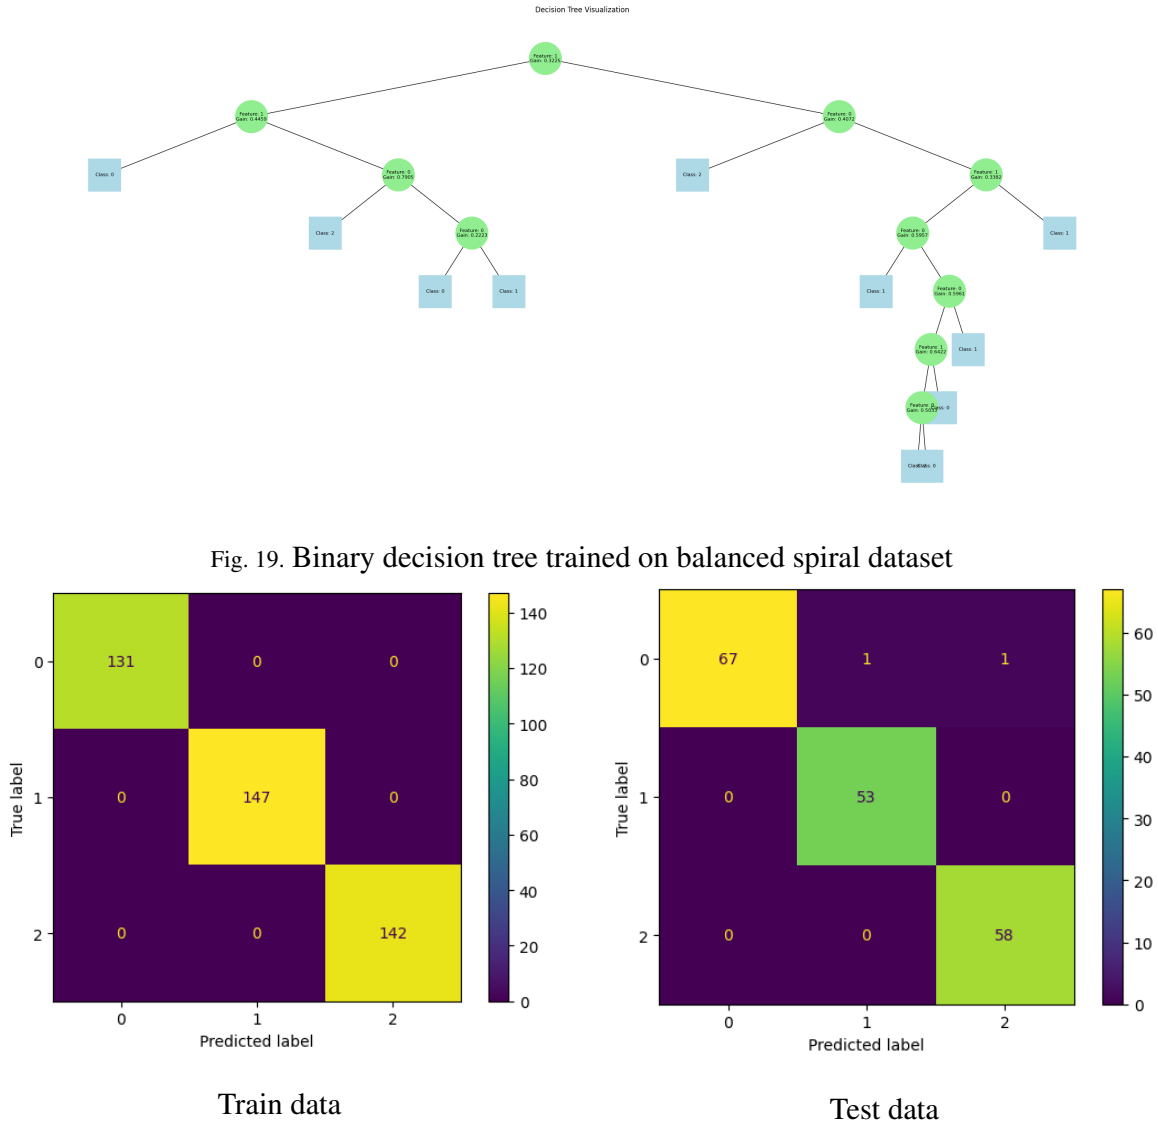 Decision Tree Visualization
Feature: 1
Gain: 0.3225
Feature: 1
Gain: 0.4459
Feature: 0
Gain: 0.4072
Class: 0
Feature: 0
Gain: 0.7905
Class: 2
Feature: 1
Gain: 0.3382
Class: 2
Feature: 0
Gain: 0.2223
Feature: 0
Gain: 0.5957
Class: 1
Class: 0
Class: 1
Class: 1
Feature: 0
Gain: 0.5961
Feature: 1
Gain: 0.6422
Class: 1
Feature: 0
Class: 0
Class: 0
Fig. 19. Binary decision tree trained on balanced spiral dataset
True label
0
1
2
131 0 0
0 147 0
0 0 142
0 1 2
Predicted label
140
120
100
80
60
40
20
0
Train data
True label
0
1
2
67 1 1
0 53 0
0 0 58
0 1 2
Predicted label
60
50
40
30
20
10
0
Test data